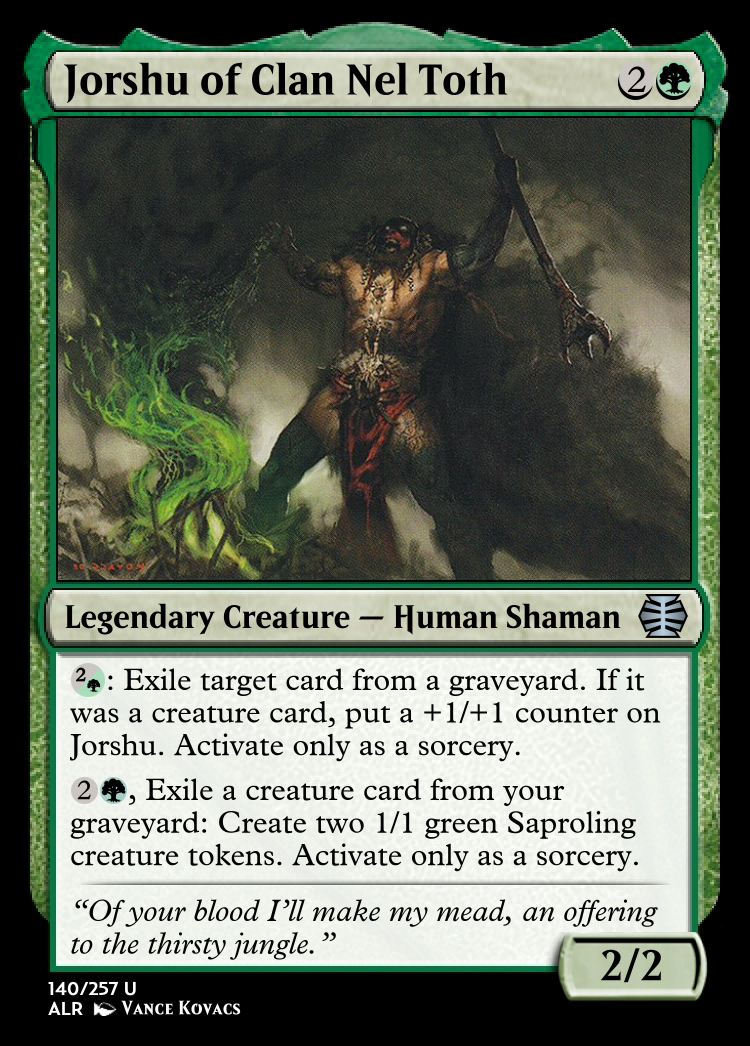 Jorshu of Clan Nel Toth 2
Legendary Creature — Human Shaman
2: Exile target card from a graveyard. If it
was a creature card, put a +1/+1 counter on
Jorshu. Activate only as a sorcery.
2, Exile a creature card from your
graveyard: Create two 1/1 green Saproling
creature tokens. Activate only as a sorcery.
“Of your blood I’ll make my mead, an offering
to the thirsty jungle.”
2/2
140/257 U
ALR Vance Kovacs